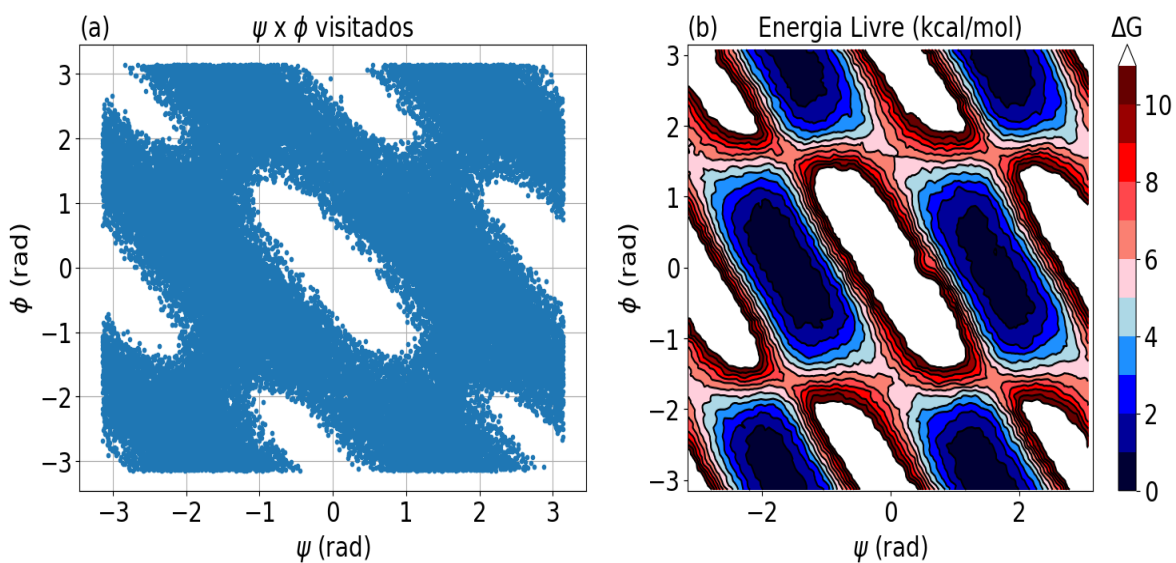 (a) ψ x ϕ visitados
3
2
1
0
−1
−2
−3
ϕ (rad)
−3 −2 −1 0 1 2 3
ψ (rad)
(b) Energia Livre (kcal/mol) ΔG
3
2
1
0
−1
−2
−3
ϕ (rad)
−2 0 2
ψ (rad)
10
8
6
4
2
0